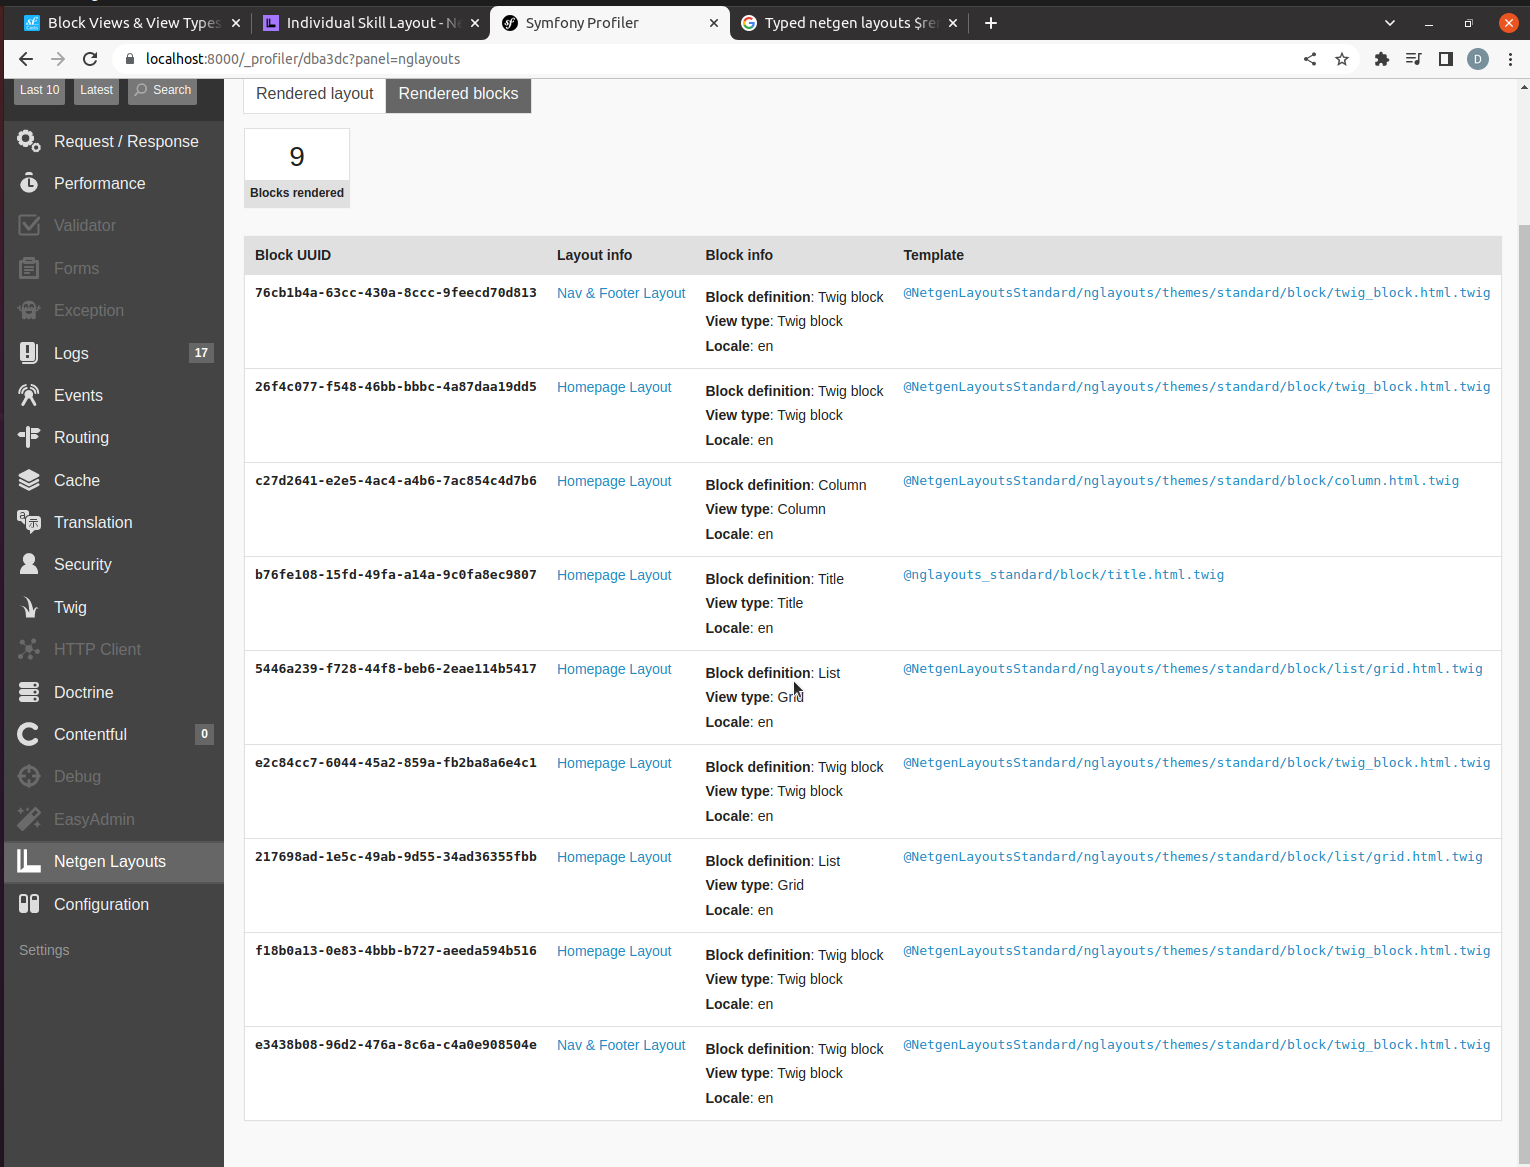 Block Views & View Types
Individual Skill Layout - N
Symfony Profiler
Typed netgen layouts $re
localhost:8000/_profiler/dba3dc?panel=nglayouts
D
Last 10
Latest
Search
Rendered layout
Rendered blocks
Request / Response
Performance
Validator
Forms
Exception
Logs
17
Events
Routing
Cache
Translation
Security
Twig
HTTP Client
Doctrine
Contentful
0
Debug
EasyAdmin
Netgen Layouts
Configuration
Settings
9
Blocks rendered
Block UUID Layout info Block info Template
76cb1b4a-63cc-430a-8ccc-9feecd70d813 Nav & Footer Layout Block definition: Twig block @NetgenLayoutsStandard/nglayouts/themes/standard/block/twig_block.html.twig
View type: Twig block
Locale: en
26f4c077-f548-46bb-bbbc-4a87daa19dd5 Homepage Layout Block definition: Twig block @NetgenLayoutsStandard/nglayouts/themes/standard/block/twig_block.html.twig
View type: Twig block
Locale: en
c27d2641-e2e5-4ac4-a4b6-7ac854c4d7b6 Homepage Layout Block definition: Column @NetgenLayoutsStandard/nglayouts/themes/standard/block/column.html.twig
View type: Column
Locale: en
b76fe108-15fd-49fa-a14a-9c0fa8ec9807 Homepage Layout Block definition: Title @nglayouts_standard/block/title.html.twig
View type: Title
Locale: en
5446a239-f728-44f8-beb6-2eae114b5417 Homepage Layout Block definition: List @NetgenLayoutsStandard/nglayouts/themes/standard/block/list/grid.html.twig
View type: Grid
Locale: en
e2c84cc7-6044-45a2-859a-fb2ba8a6e4c1 Homepage Layout Block definition: Twig block @NetgenLayoutsStandard/nglayouts/themes/standard/block/twig_block.html.twig
View type: Twig block
Locale: en
217698ad-1e5c-49ab-9d55-34ad36355fbb Homepage Layout Block definition: List @NetgenLayoutsStandard/nglayouts/themes/standard/block/list/grid.html.twig
View type: Grid
Locale: en
f18b0a13-0e83-4bbb-b727-aeeda594b516 Homepage Layout Block definition: Twig block @NetgenLayoutsStandard/nglayouts/themes/standard/block/twig_block.html.twig
View type: Twig block
Locale: en
e3438b08-96d2-476a-8c6a-c4a0e908504e Nav & Footer Layout Block definition: Twig block @NetgenLayoutsStandard/nglayouts/themes/standard/block/twig_block.html.twig
View type: Twig block
Locale: en